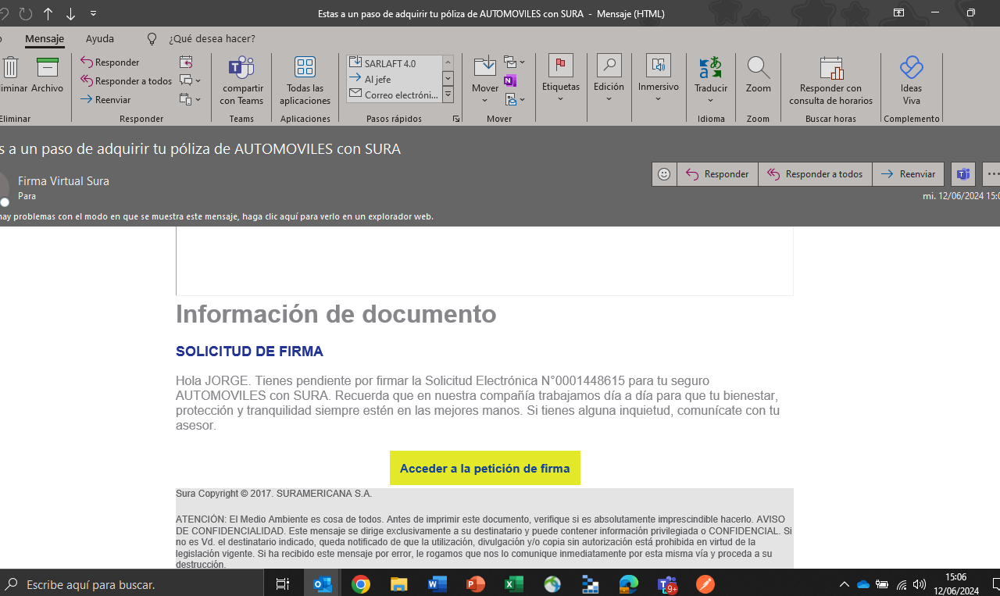 Estas a un paso de adquirir tu póliza de AUTOMOVILES con SURA - Mensaje (HTML)
Mensaje Ayuda ¿Qué desea hacer?
Archivo
Responder
Responder a todos
Reenviar
Responder
compartir
con Teams
Teams
Todas las
aplicaciones
Aplicaciones
SARLAFT 4.0
Al jefe
Correo electróni...
Pasos rápidos
Mover
Mover
Etiquetas
Edición
Inmersivo
Traducir
Idioma
Zoom
Zoom
Responder con
consulta de horarios
Buscar horas
Ideas
Viva
Complemento
a un paso de adquirir tu póliza de AUTOMOVILES con SURA
Firma Virtual Sura
Para
Responder Responder a todos Reenviar
mi. 12/06/2024
hay problemas con el modo en que se muestra este mensaje, haga clic aquí para verlo en un explorador web.
Información de documento
SOLICITUD DE FIRMA
Hola JORGE. Tienes pendiente por firmar la Solicitud Electrónica N°0001448615 para tu seguro
AUTOMOVILES con SURA. Recuerda que en nuestra compañía trabajamos día a día para que tu bienestar,
protección y tranquilidad siempre estén en las mejores manos. Si tienes alguna inquietud, comunícate con tu
asesor.
Acceder a la petición de firma
Sura Copyright © 2017. SURAMERICANA S.A.
ATENCIÓN: El Medio Ambiente es cosa de todos. Antes de imprimir este documento, verifique si es absolutamente imprescindible hacerlo. AVISO
DE CONFIDENCIALIDAD. Este mensaje se dirige exclusivamente a su destinatario y puede contener información privilegiada o CONFIDENCIAL. Si
no es Vd. el destinatario indicado, queda notificado de que la utilización, divulgación y/o copia sin autorización está prohibida en virtud de la
legislación vigente. Si ha recibido este mensaje por error, le rogamos que nos lo comunique inmediatamente por esta misma vía y proceda a su
destrucción.
Escribe aquí para buscar.
9+
15:06
12/06/2024